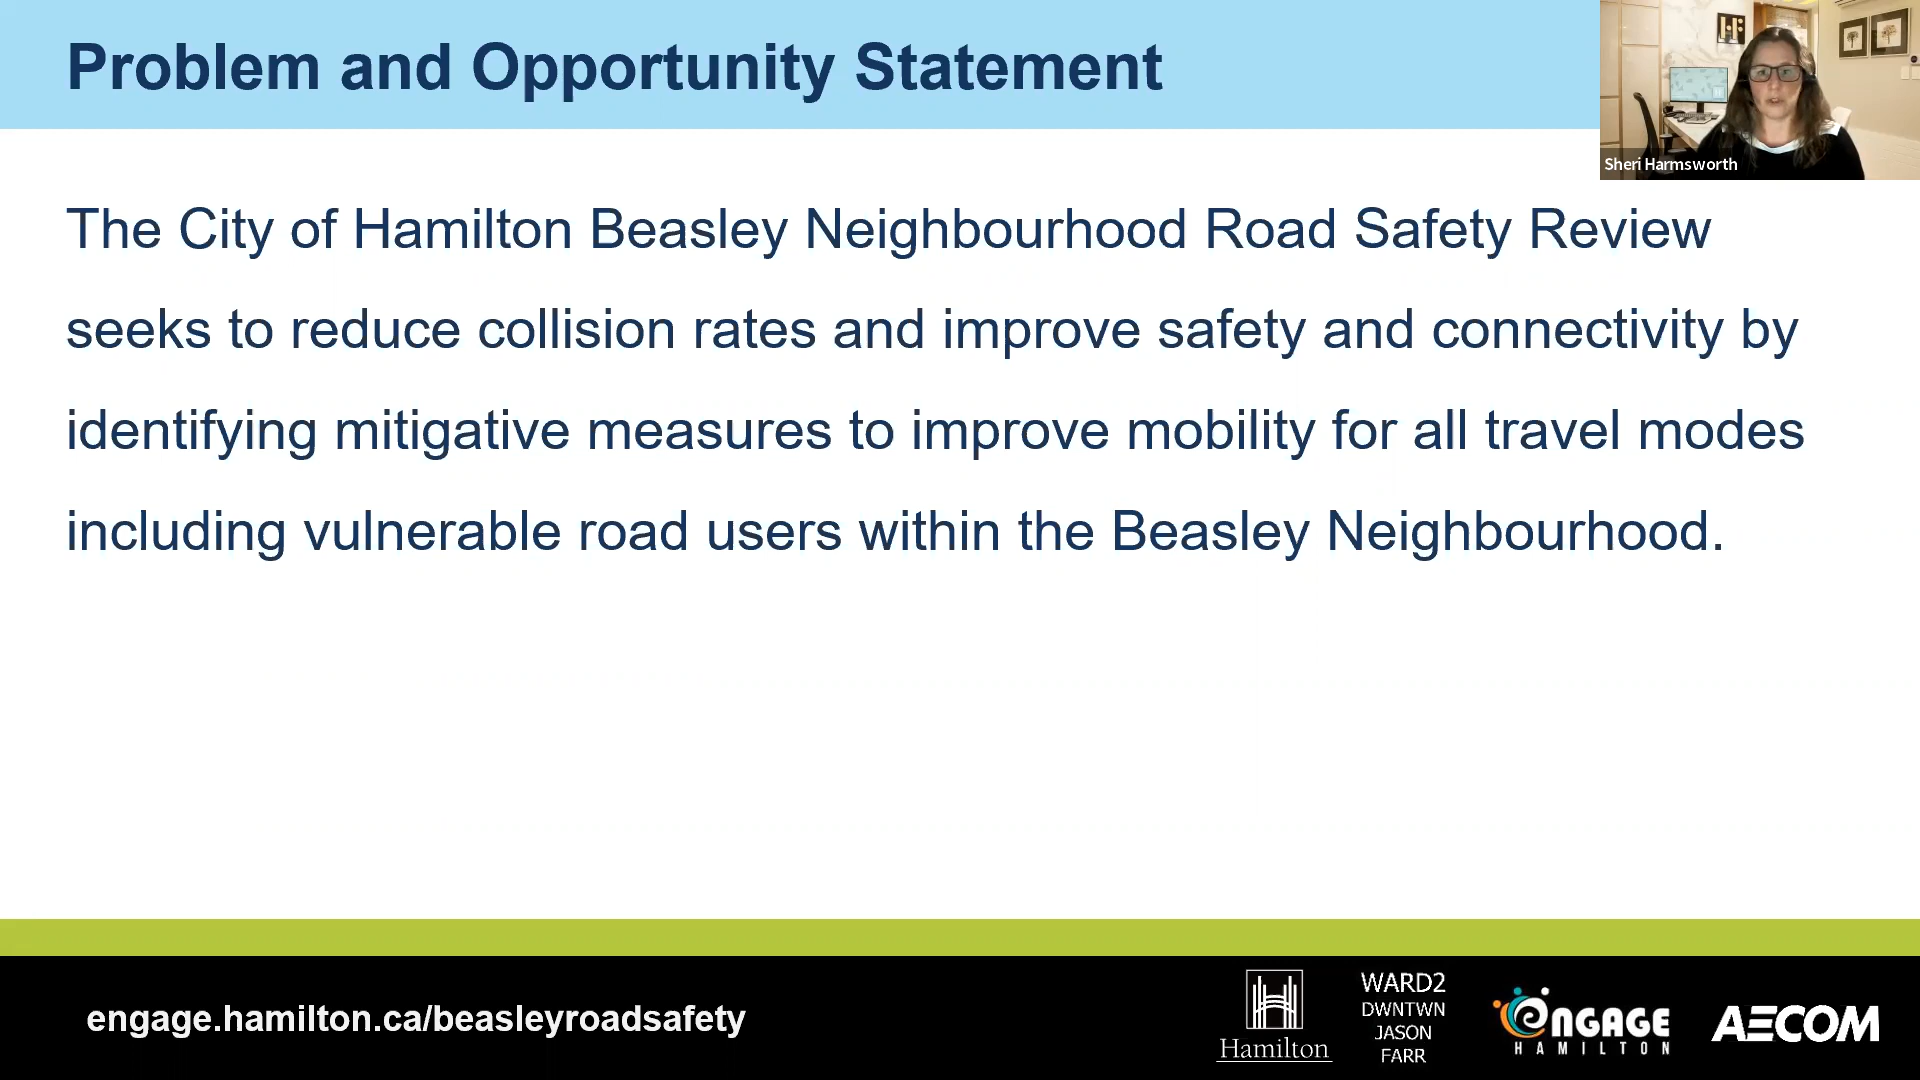 Problem and Opportunity Statement
Sheri Harmsworth
The City of Hamilton Beasley Neighbourhood Road Safety Review
seeks to reduce collision rates and improve safety and connectivity by
identifying mitigative measures to improve mobility for all travel modes
including vulnerable road users within the Beasley Neighbourhood.
engage.hamilton.ca/beasleyroadsafety
Hamilton
WARD2
DWNTWN
JASON
FARR
ENGAGE
HAMILTON
AECOM